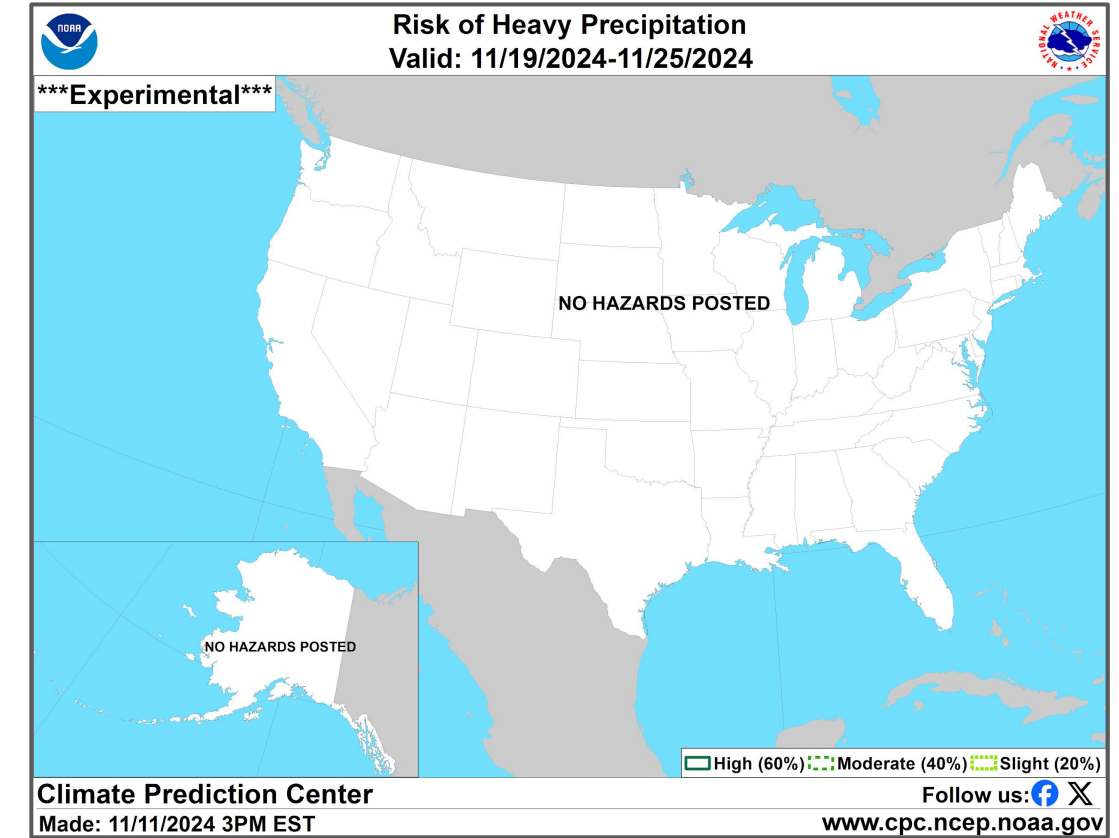 NOAA
Risk of Heavy Precipitation
Valid: 11/19/2024-11/25/2024
NATIONAL WEATHER SERVICE
***Experimental***
NO HAZARDS POSTED
NO HAZARDS POSTED
High (60%) Moderate (40%) Slight (20%)
Climate Prediction Center
Follow us:
Made: 11/11/2024 3PM EST
www.cpc.ncep.noaa.gov